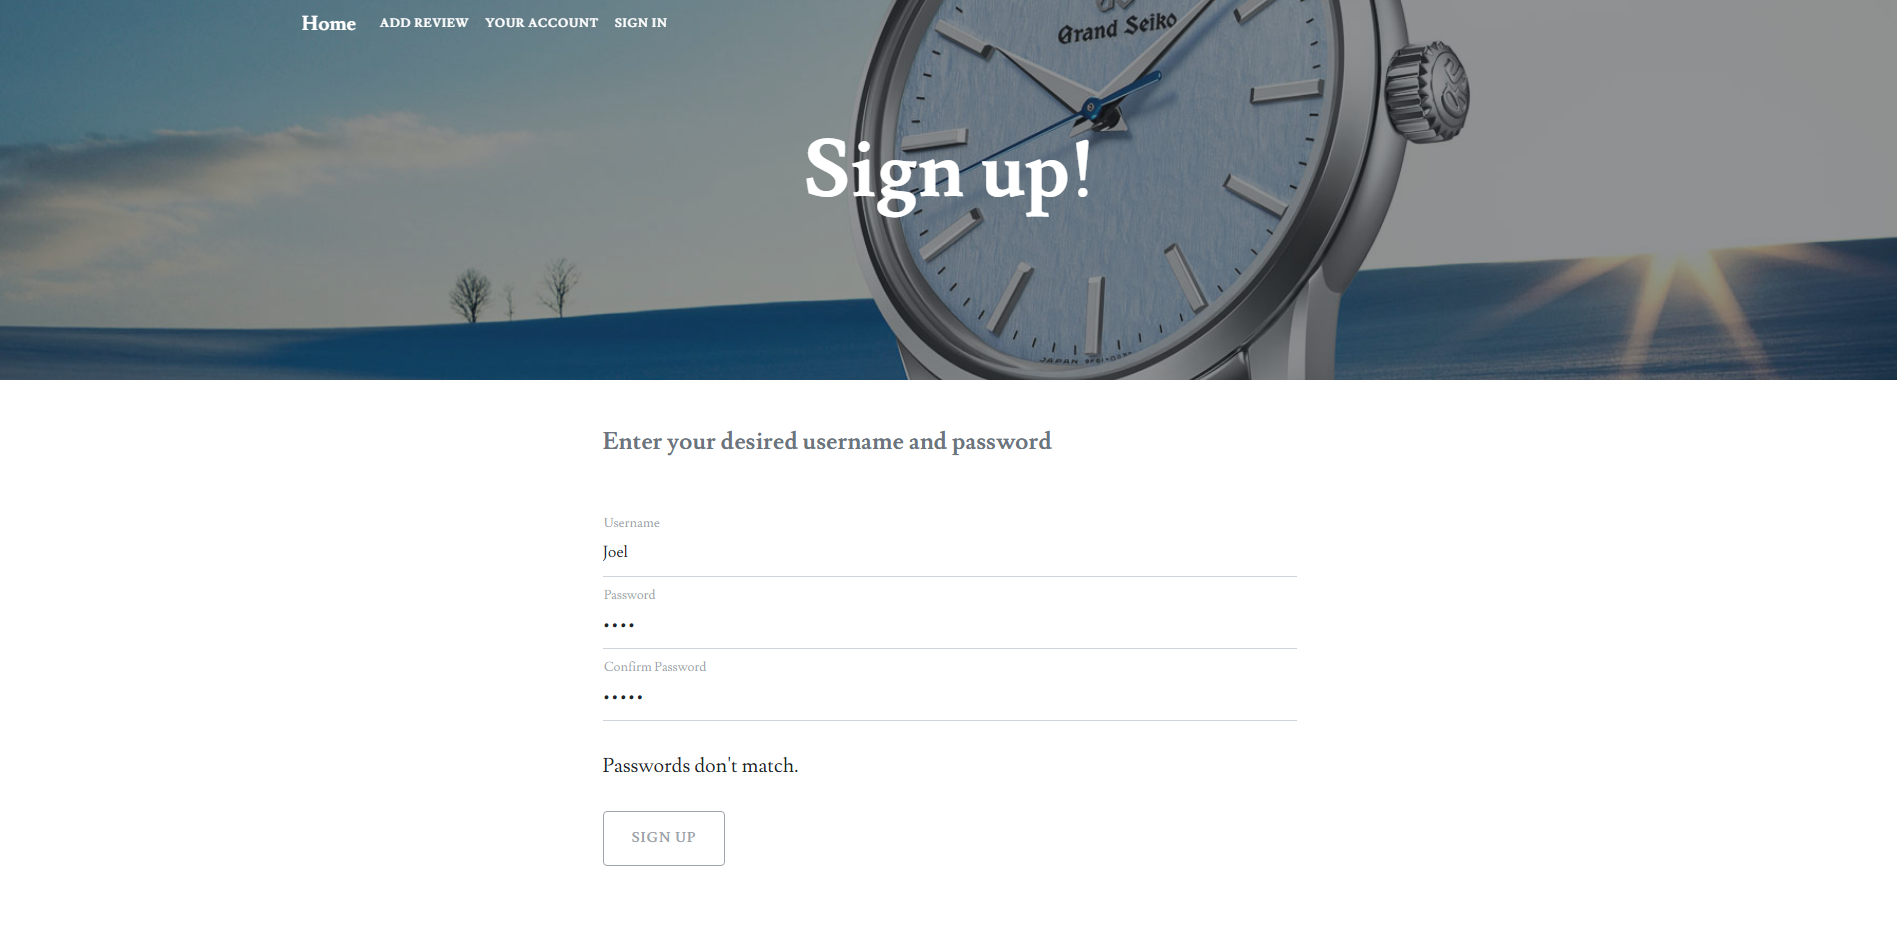 Home ADD REVIEW YOUR ACCOUNT SIGN IN
Grand Seiko
Sign up!
JAPAN
Enter your desired username and password
Username
Joel
Password
••••
Confirm Password
•••••
Passwords don't match.
SIGN UP